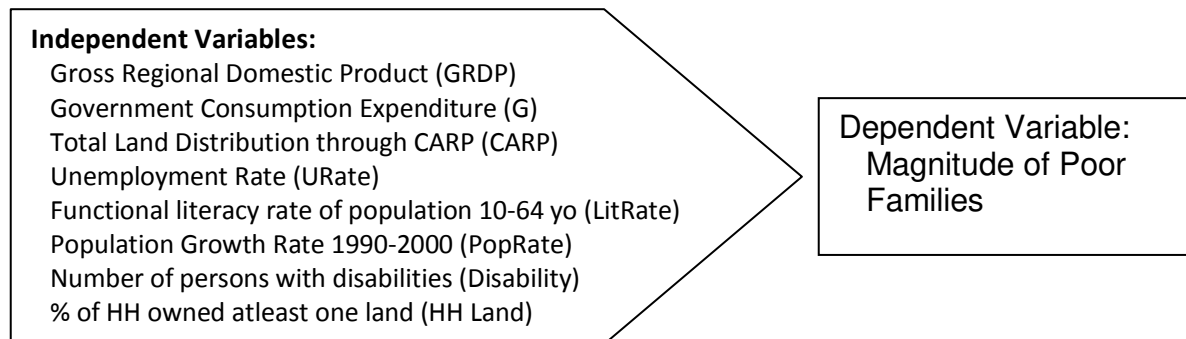 Independent Variables:
Gross Regional Domestic Product (GRDP)
Government Consumption Expenditure (G)
Total Land Distribution through CARP (CARP)
Unemployment Rate (URate)
Functional literacy rate of population 10-64 yo (LitRate)
Population Growth Rate 1990-2000 (PopRate)
Number of persons with disabilities (Disability)
% of HH owned atleast one land (HH Land)
Dependent Variable:
Magnitude of Poor
Families